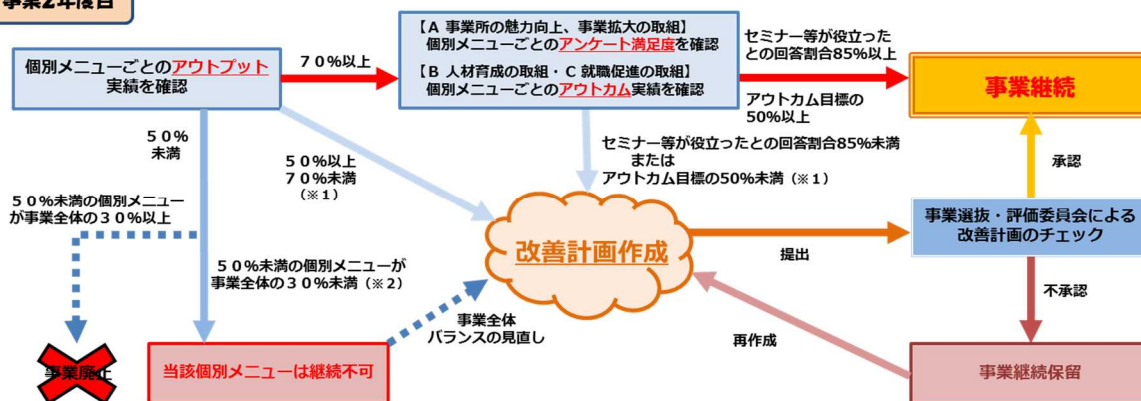 事業2年度目
個別メニューごとのアウトプット
実績を確認
70%以上
【A 事業所の魅力向上、事業拡大の取組】
個別メニューごとのアンケート満足度を確認
【B 人材育成の取組・C 就職促進の取組】
個別メニューごとのアウトカム実績を確認
セミナー等が役立った
との回答割合85%以上
アウトカム目標の
50%以上
事業継続
50%
未満
50%以上
70%未満
(※1)
セミナー等が役立ったとの回答割合85%未満
または
アウトカム目標の50%未満(※1)
承認
50%未満の個別メニュー
が事業全体の30%以上
改善計画作成
提出
事業選抜・評価委員会による
改善計画のチェック
50%未満の個別メニューが
事業全体の30%未満(※2)
不承認
事業全体
バランスの見直し
再作成
事業廃止
当該個別メニューは継続不可
事業継続保留